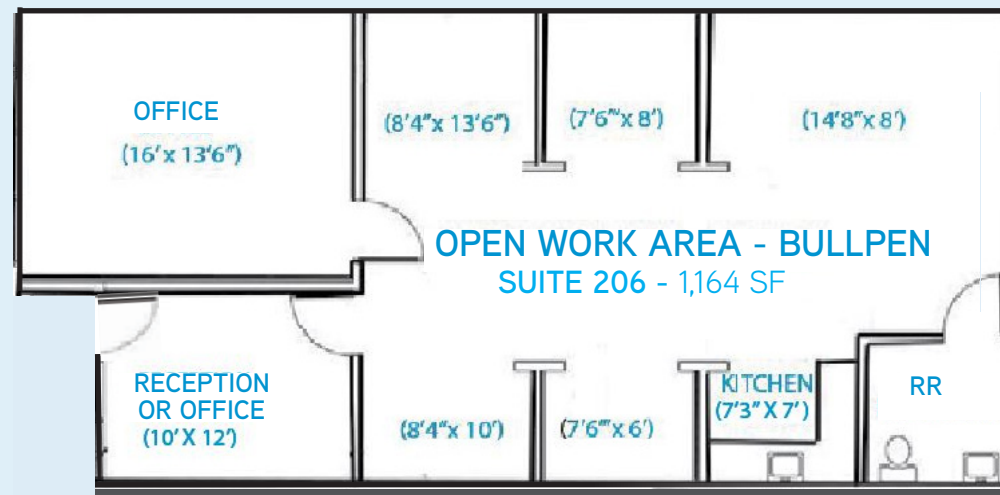 OFFICE
(16' x 13'6")
(8'4"x 13'6")
(7'6"x 8')
(14'8"x 8')
OPEN WORK AREA - BULLPEN
SUITE 206 - 1,164 SF
RECEPTION
OR OFFICE
(10' X 12')
(8'4"x 10')
(7'6"x 6')
KITCHEN
(7'3" X 7')
RR